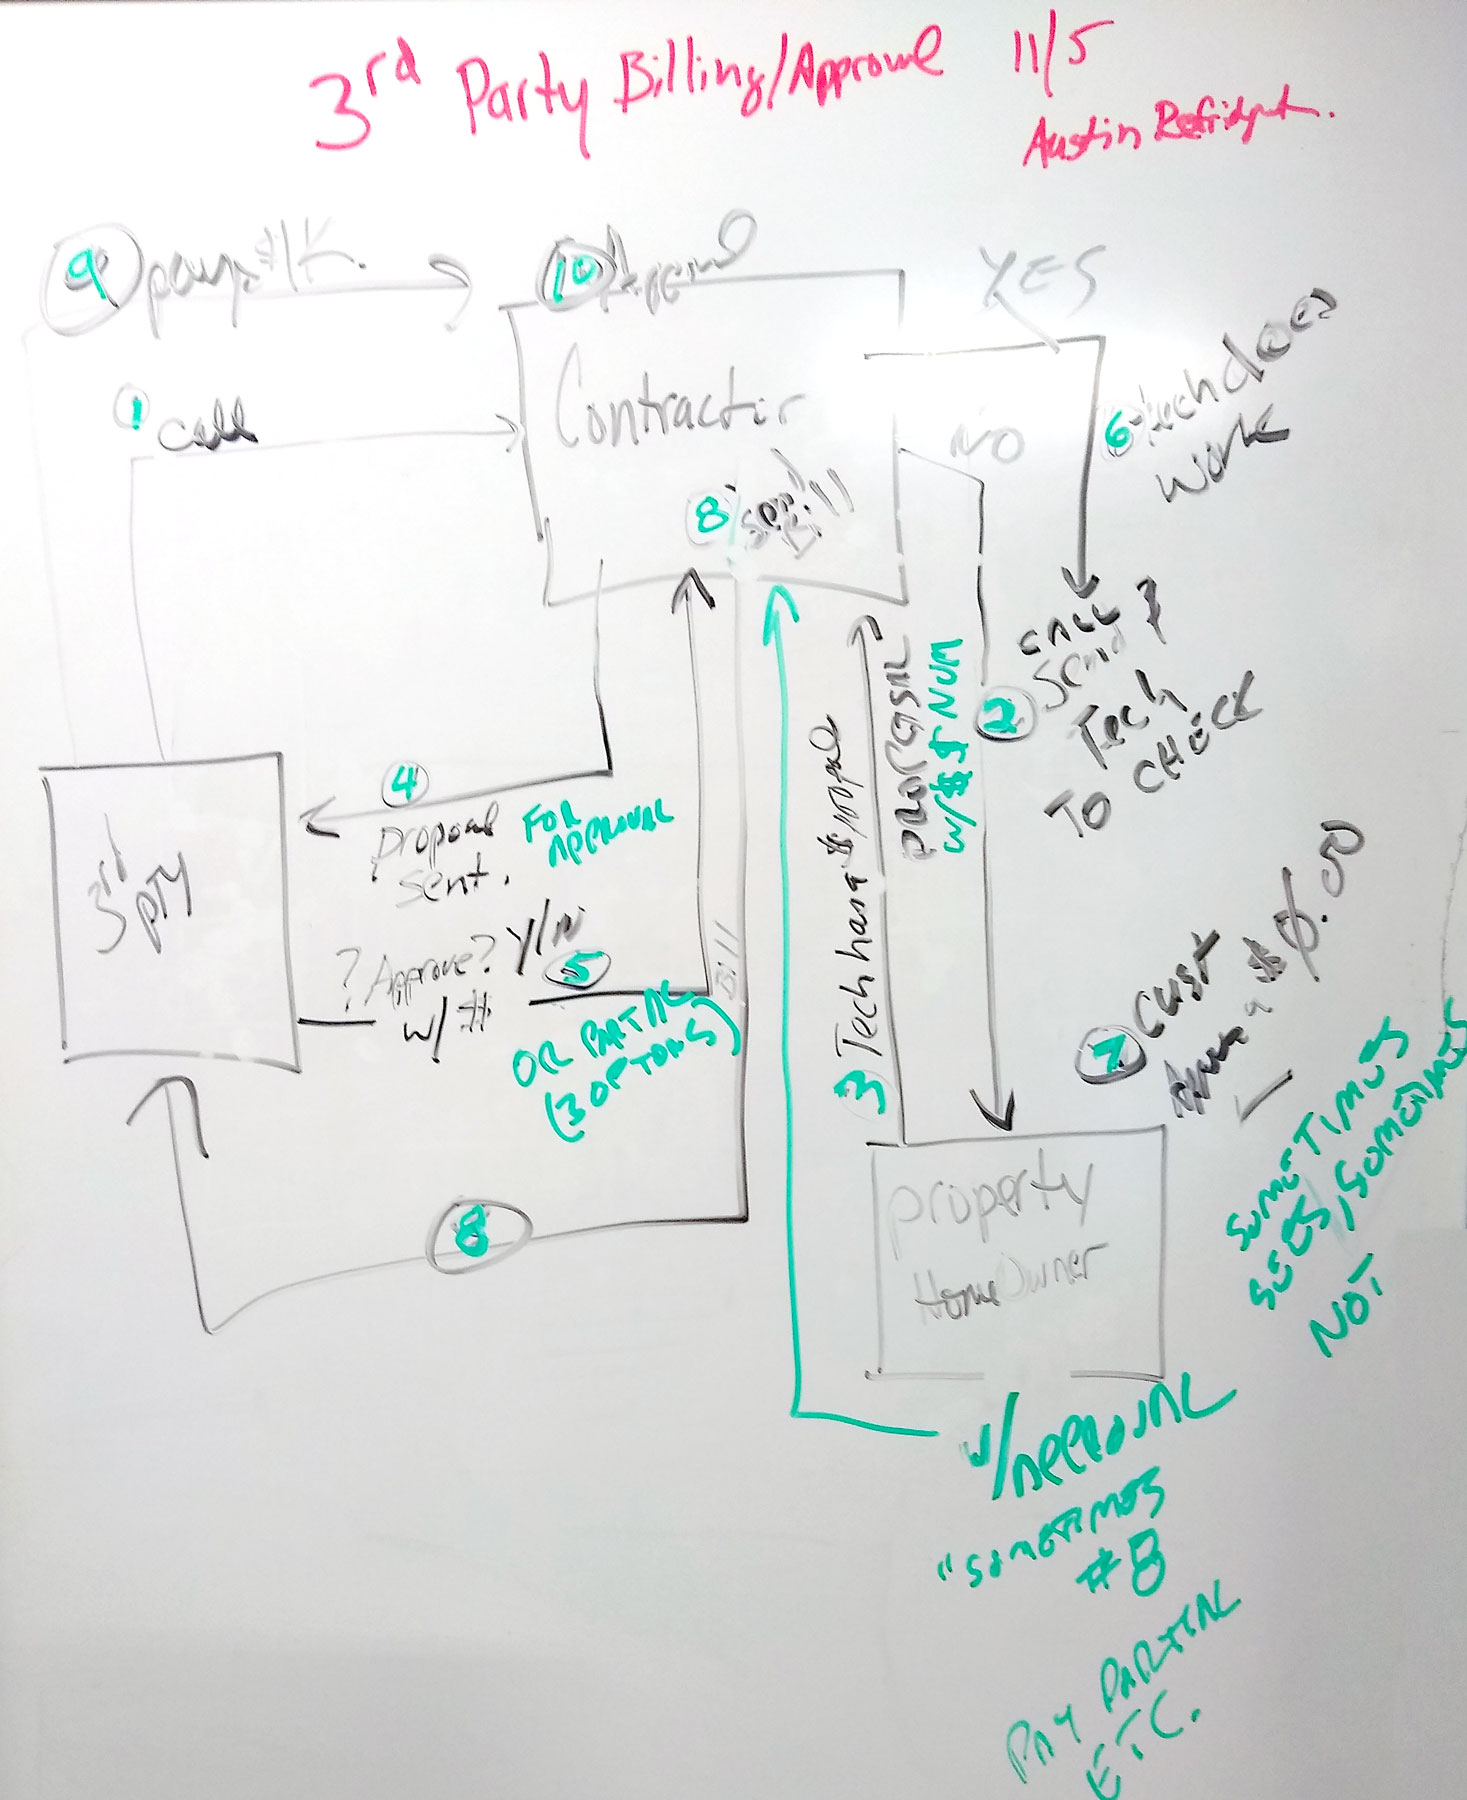 3rd Party Billing/Approval 11/5
Austin
9 pays $1K.
10 Approval
YES
1 call
Contractor
NO
6 - tech does
work
8 send
Bill
call &
Send
2 Tech
TO CHECK
4
proposal
sent.
FOR
APPROVAL
3rd
PTY
? Approve? Y/N
w/ #
5
OR PARTIAL
(3 OPTIONS)
Bill
3 Tech has a $ proposal
PROPOSAL
w/ $$$ NUM
7 Cust
a $0.00
SOMETIMES
SEES, SOMETIMES
NOT
8
property
HomeOwner
w/APPROVAL
"SOMETIMES
#8
PAY PARTIAL
ETC.